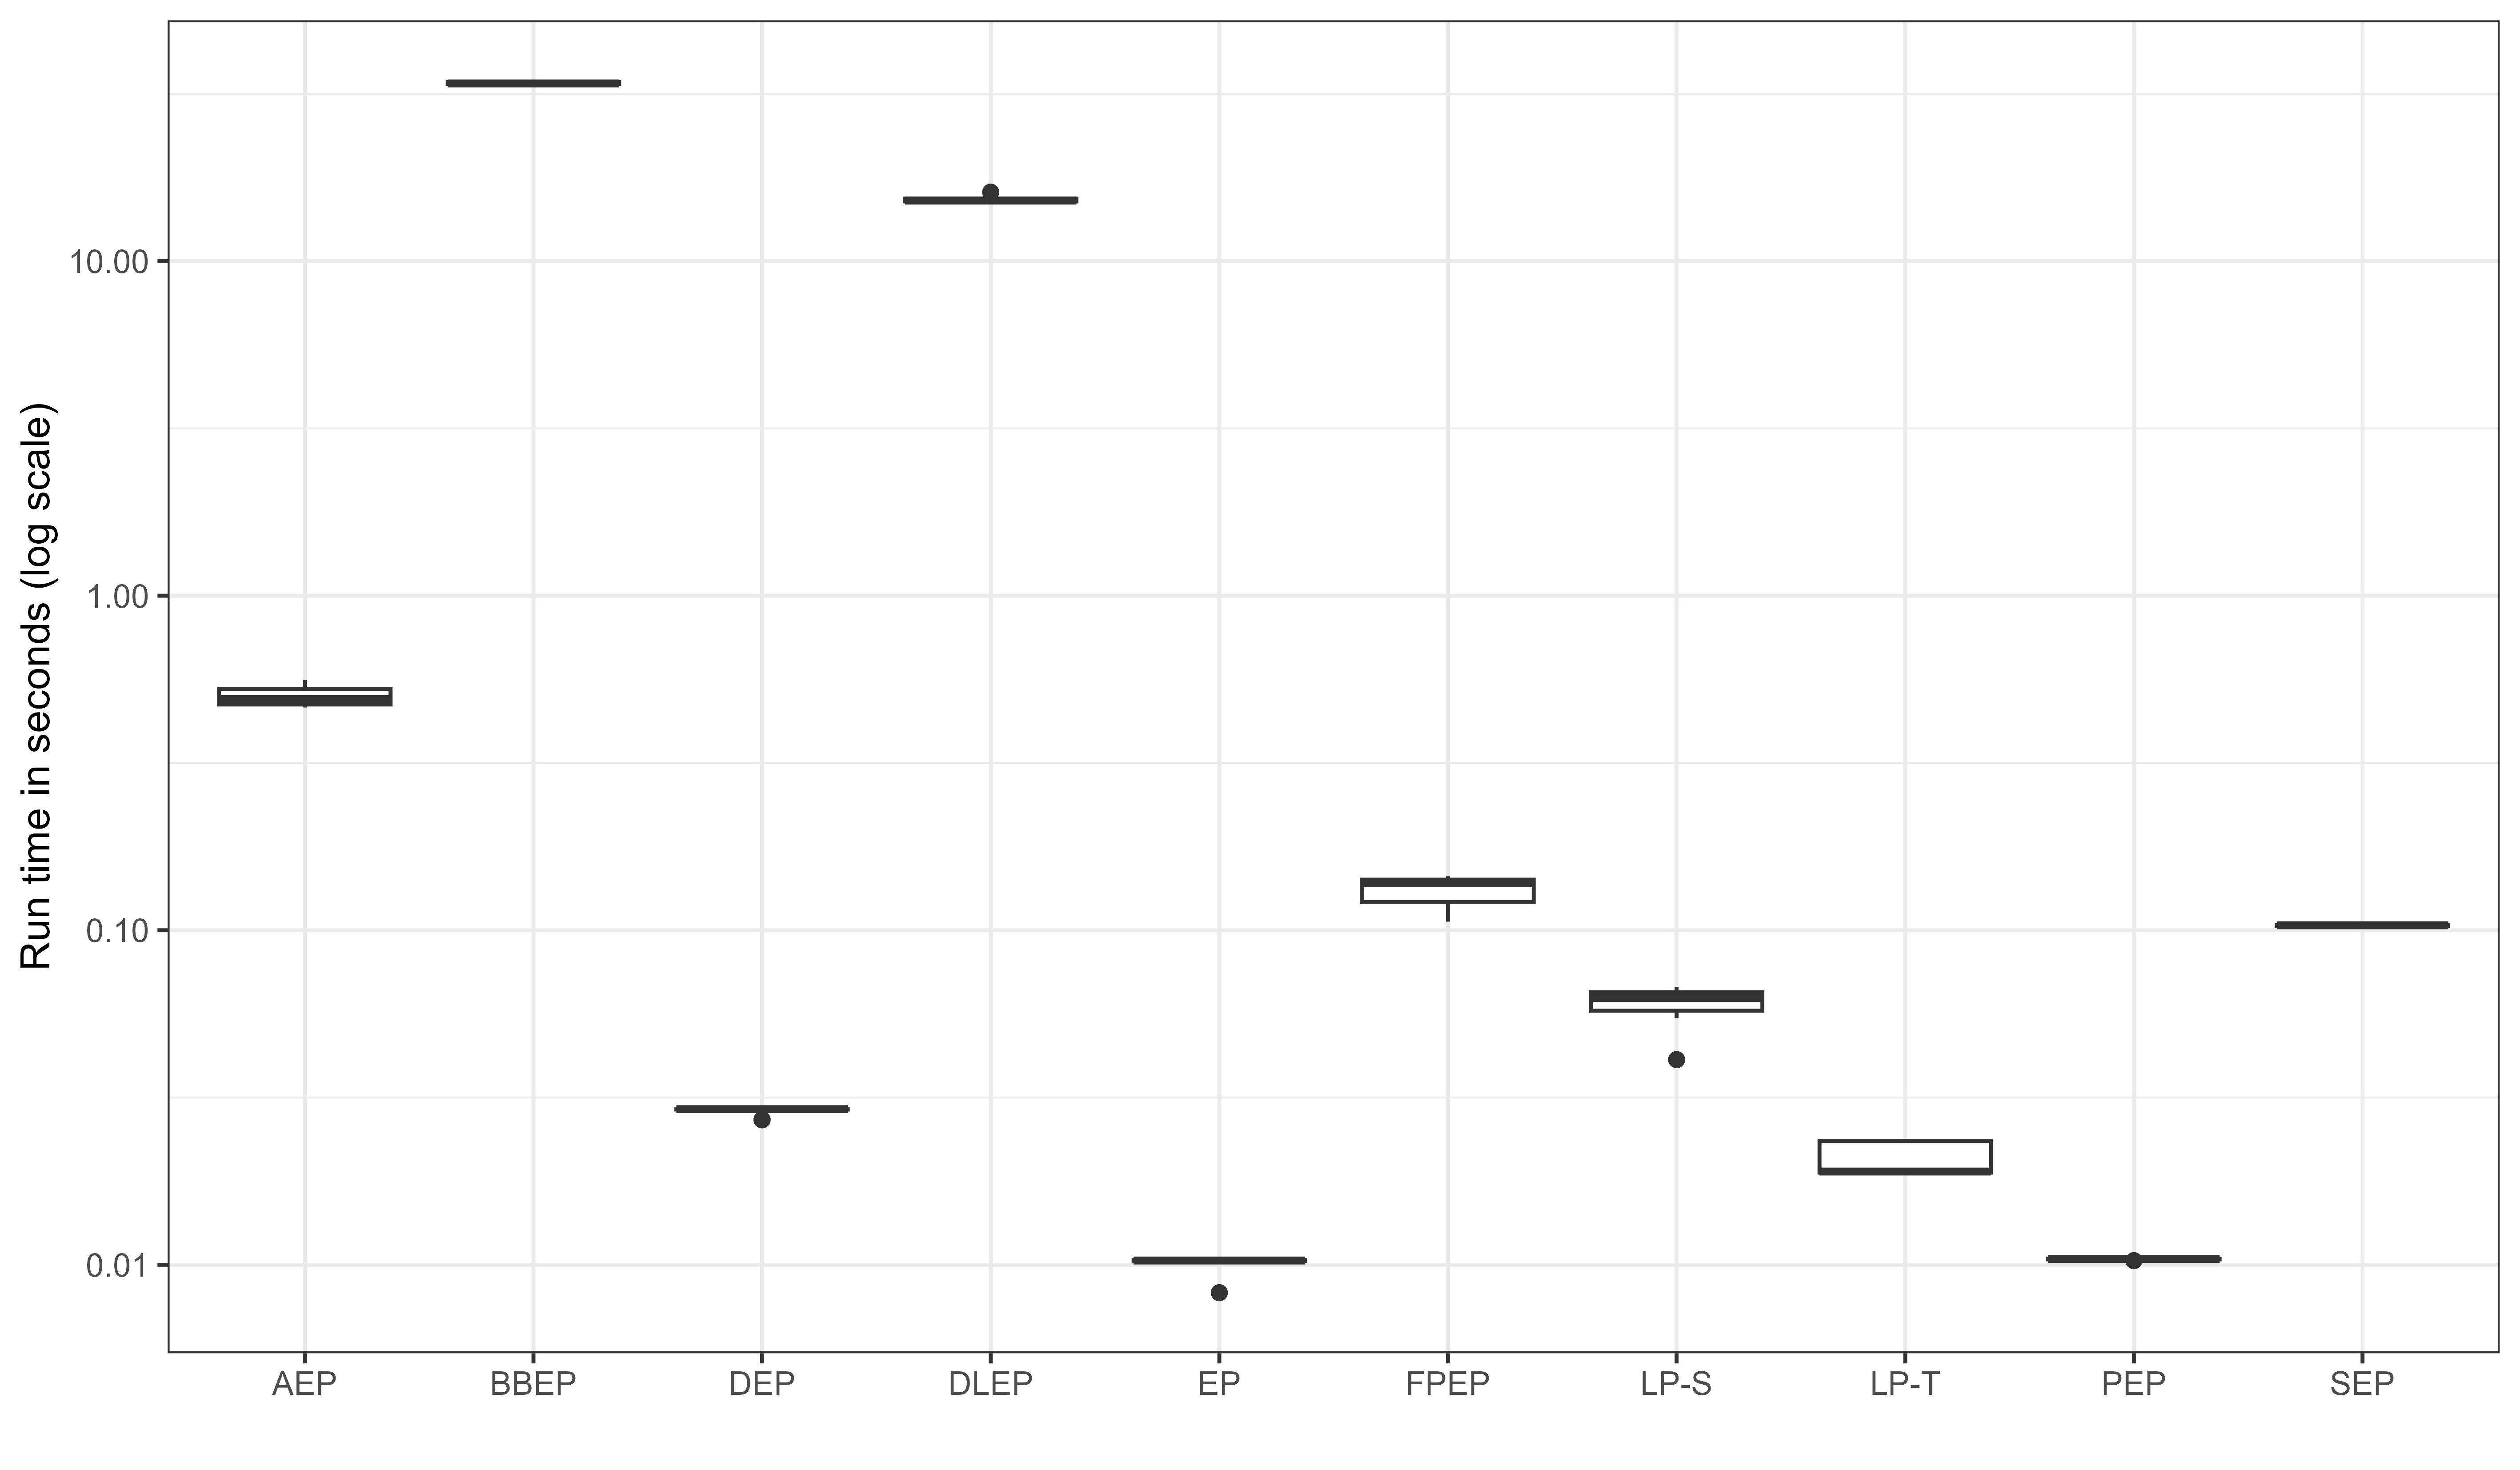 Run time in seconds (log scale)
10.00
1.00
0.10
0.01
AEP BBEP DEP DLEP EP FPEP LP-S LP-T PEP SEP